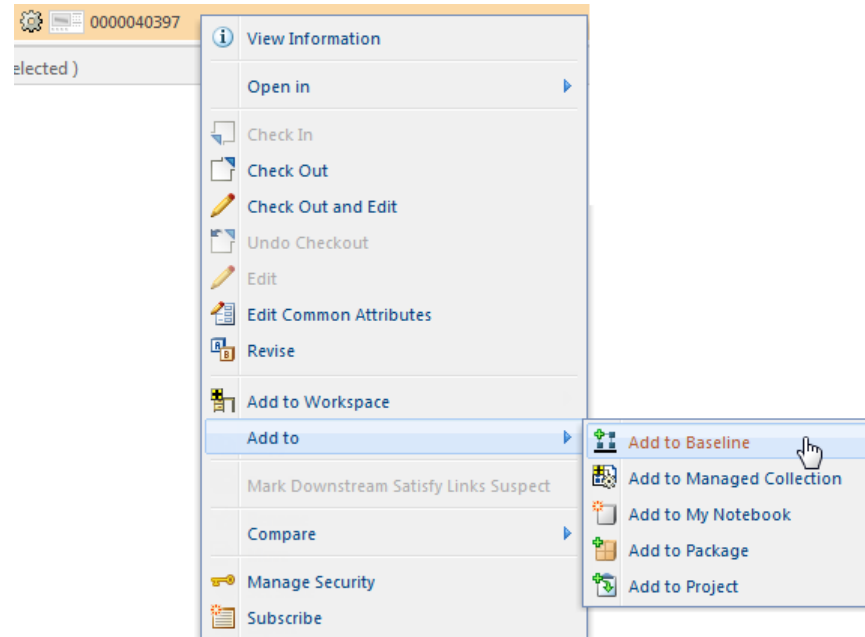 0000040397
elected )
View Information
Open in
Check In
Check Out
Check Out and Edit
Undo Checkout
Edit
Edit Common Attributes
Revise
Add to Workspace
Add to
Add to Baseline
Add to Managed Collection
Add to My Notebook
Add to Package
Add to Project
Mark Downstream Satisfy Links Suspect
Compare
Manage Security
Subscribe